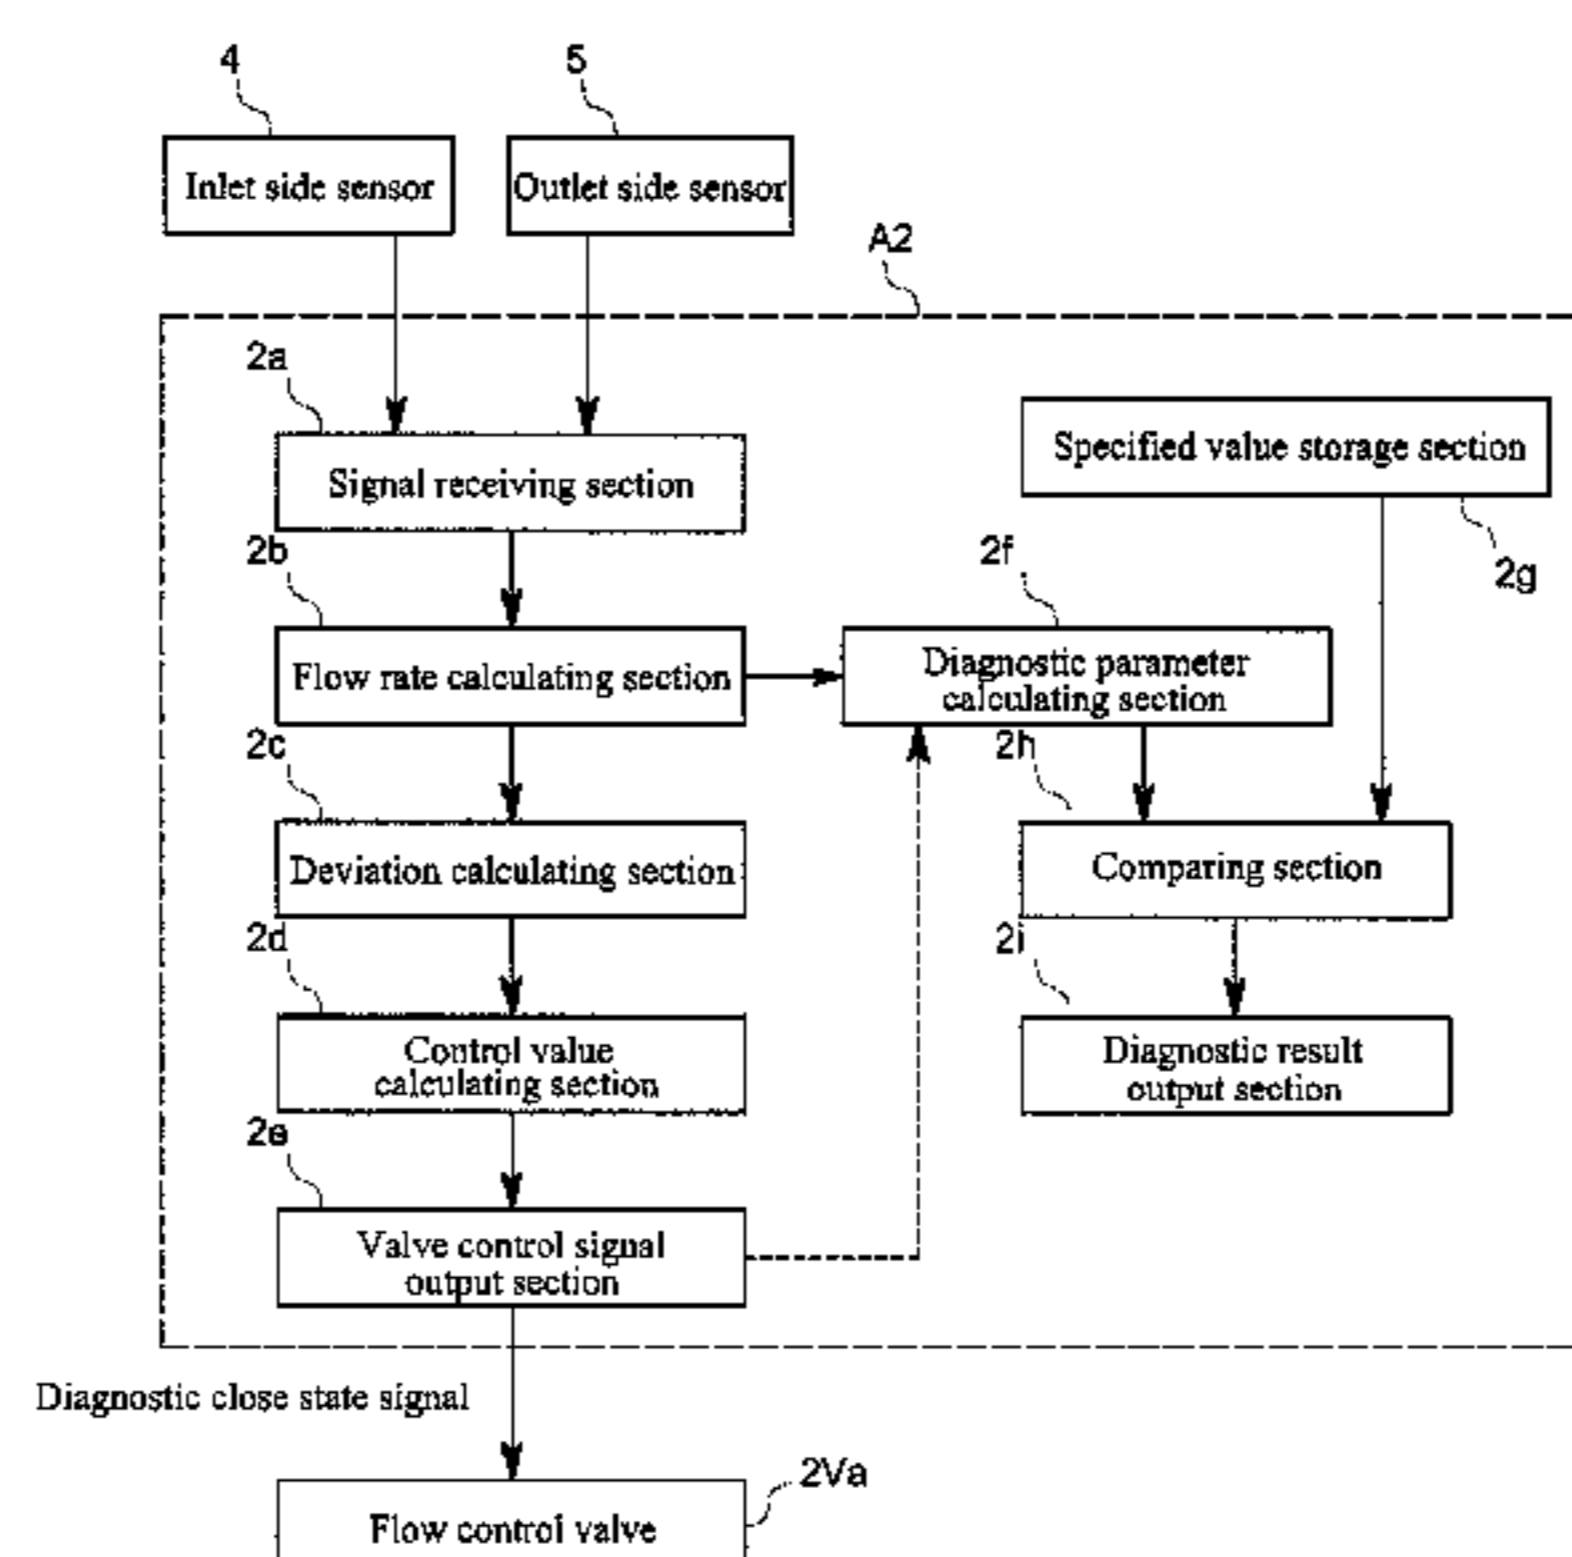 4
5
Inlet side sensor
Outlet side sensor
A2
2a
Signal receiving section
Specified value storage section
2g
2b
Flow rate calculating section
2f
Diagnostic parameter
calculating section
2c
Deviation calculating section
2h
Comparing section
2d
Control value
calculating section
2i
Diagnostic result
output section
2e
Valve control signal
output section
Diagnostic close state signal
2Va
Flow control valve